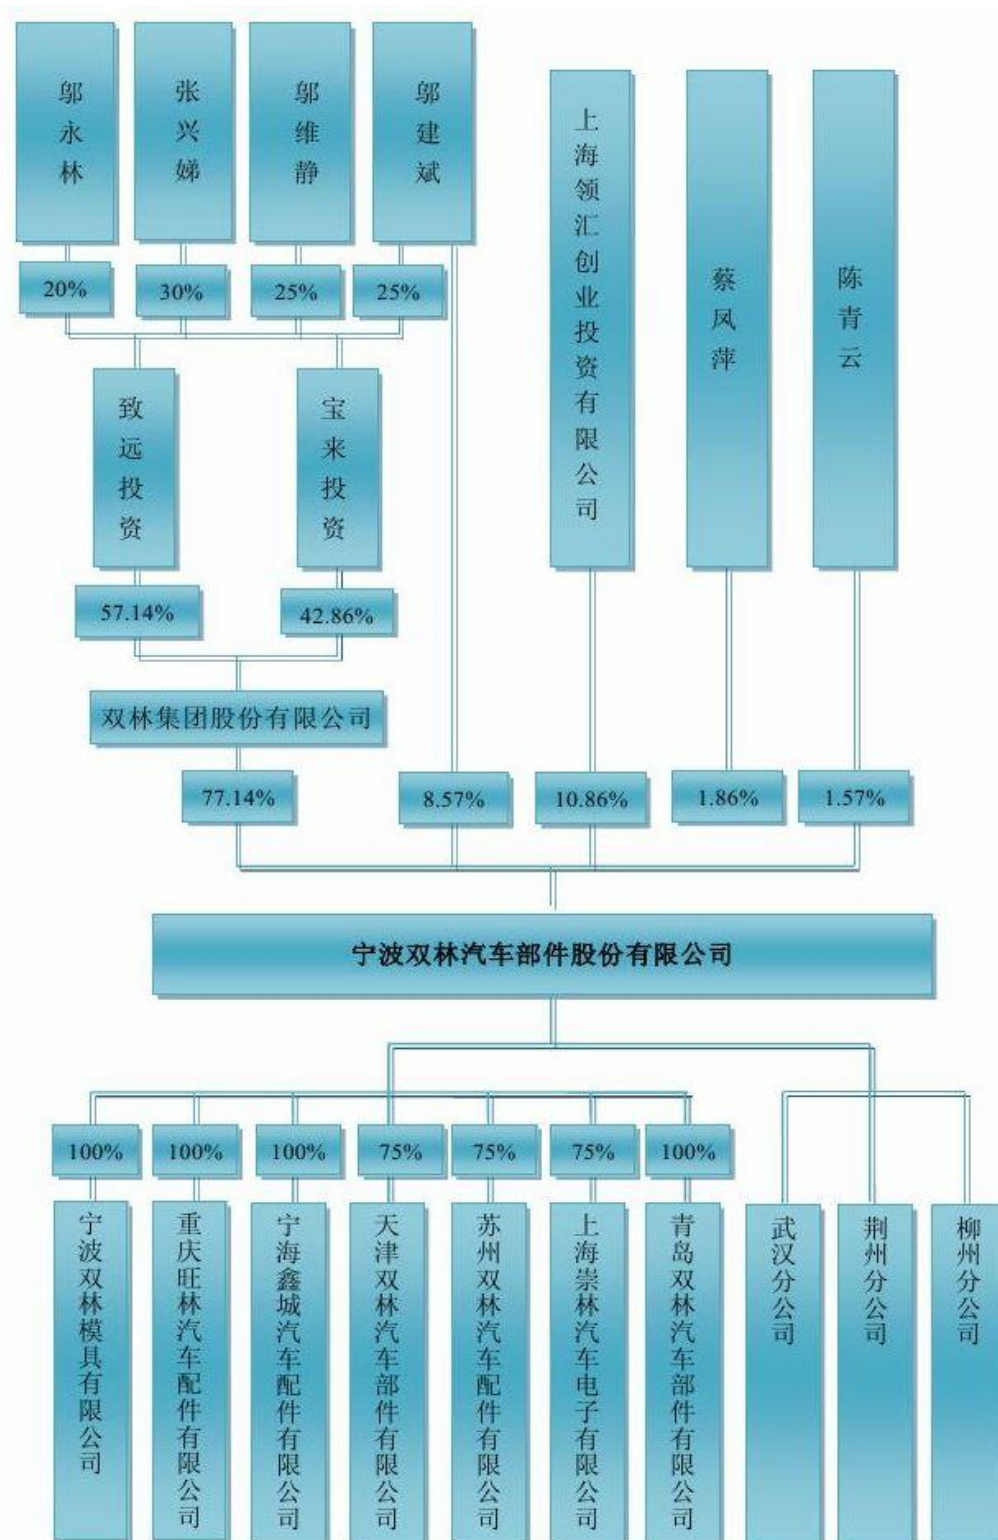 邬永林
张兴娣
邬维静
邬建斌
上海领汇创业投资有限公司
蔡凤萍
陈青云
20%
30%
25%
25%
致远投资
宝来投资
57.14%
42.86%
双林集团股份有限公司
77.14%
8.57%
10.86%
1.86%
1.57%
宁波双林汽车部件股份有限公司
100%
100%
100%
75%
75%
75%
100%
宁波双林模具有限公司
重庆旺林汽车配件有限公司
宁海鑫城汽车配件有限公司
天津双林汽车部件有限公司
苏州双林汽车配件有限公司
上海崇林汽车电子有限公司
青岛双林汽车部件有限公司
武汉分公司
荆州分公司
柳州分公司